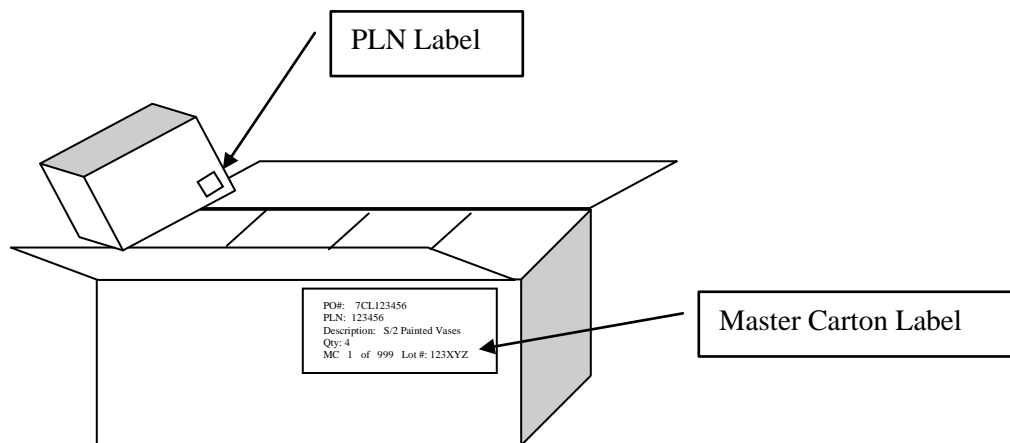 PLN Label
PO#: 7CL123456
PLN: 123456
Description: S/2 Painted Vases
Qty: 4
MC 1 of 999 Lot #: 123XYZ
Master Carton Label